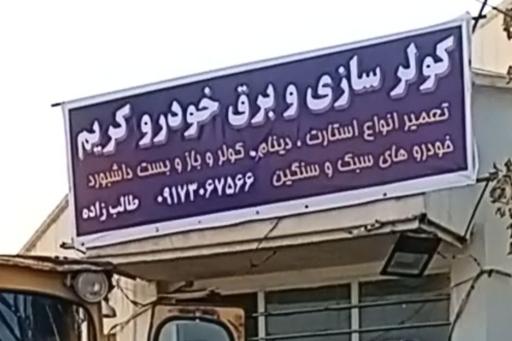 کولر سازی و برق خودرو کریم
تعمیر انواع استارت ، دینام، کولر و باز و بست داشبورد
خودرو های سبک و سنگین ۰۹۱۷۳۰۶۷۵۶۶ طالب زاده